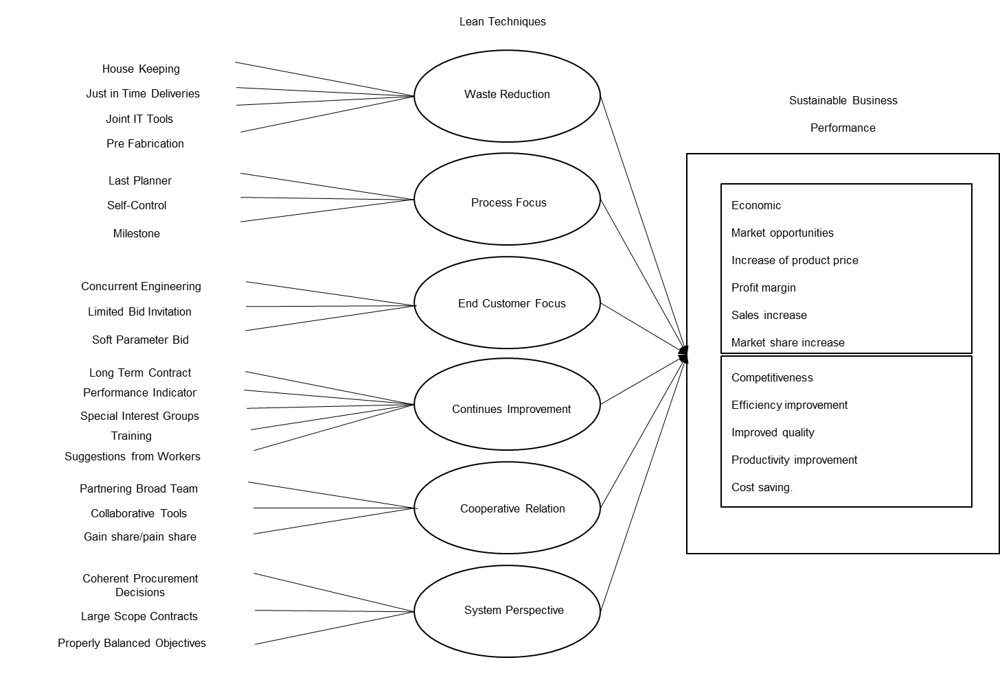 Lean Techniques
House Keeping
Just in Time Deliveries
Joint IT Tools
Pre Fabrication
Last Planner
Self-Control
Milestone
Concurrent Engineering
Limited Bid Invitation
Soft Parameter Bid
Long Term Contract
Performance Indicator
Special Interest Groups
Training
Suggestions from Workers
Partnering Broad Team
Collaborative Tools
Gain share/pain share
Coherent Procurement
Decisions
Large Scope Contracts
Properly Balanced Objectives
Waste Reduction
Process Focus
End Customer Focus
Continues Improvement
Cooperative Relation
System Perspective
Sustainable Business
Performance
Economic
Market opportunities
Increase of product price
Profit margin
Sales increase
Market share increase
Competitiveness
Efficiency improvement
Improved quality
Productivity improvement
Cost saving.